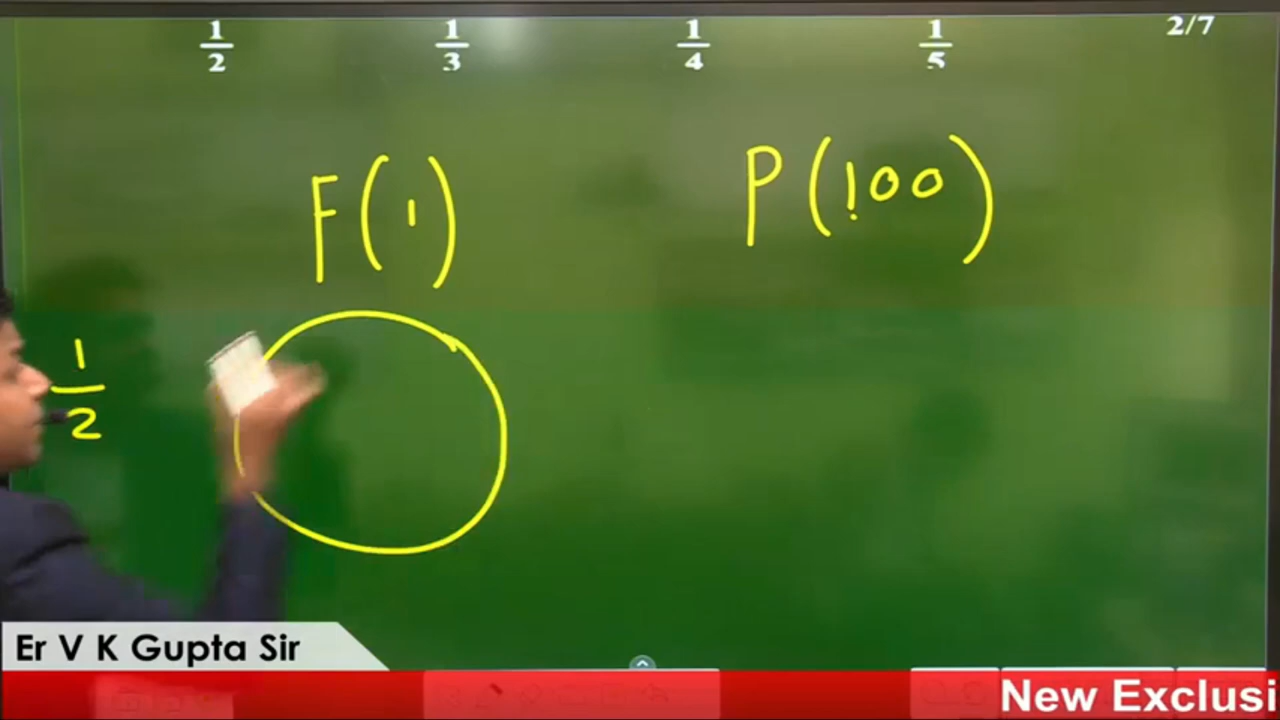 1/2 1/3 1/4 1/5 2/7
F(1) P(100)
1/2
Er V K Gupta Sir
New Exclusi